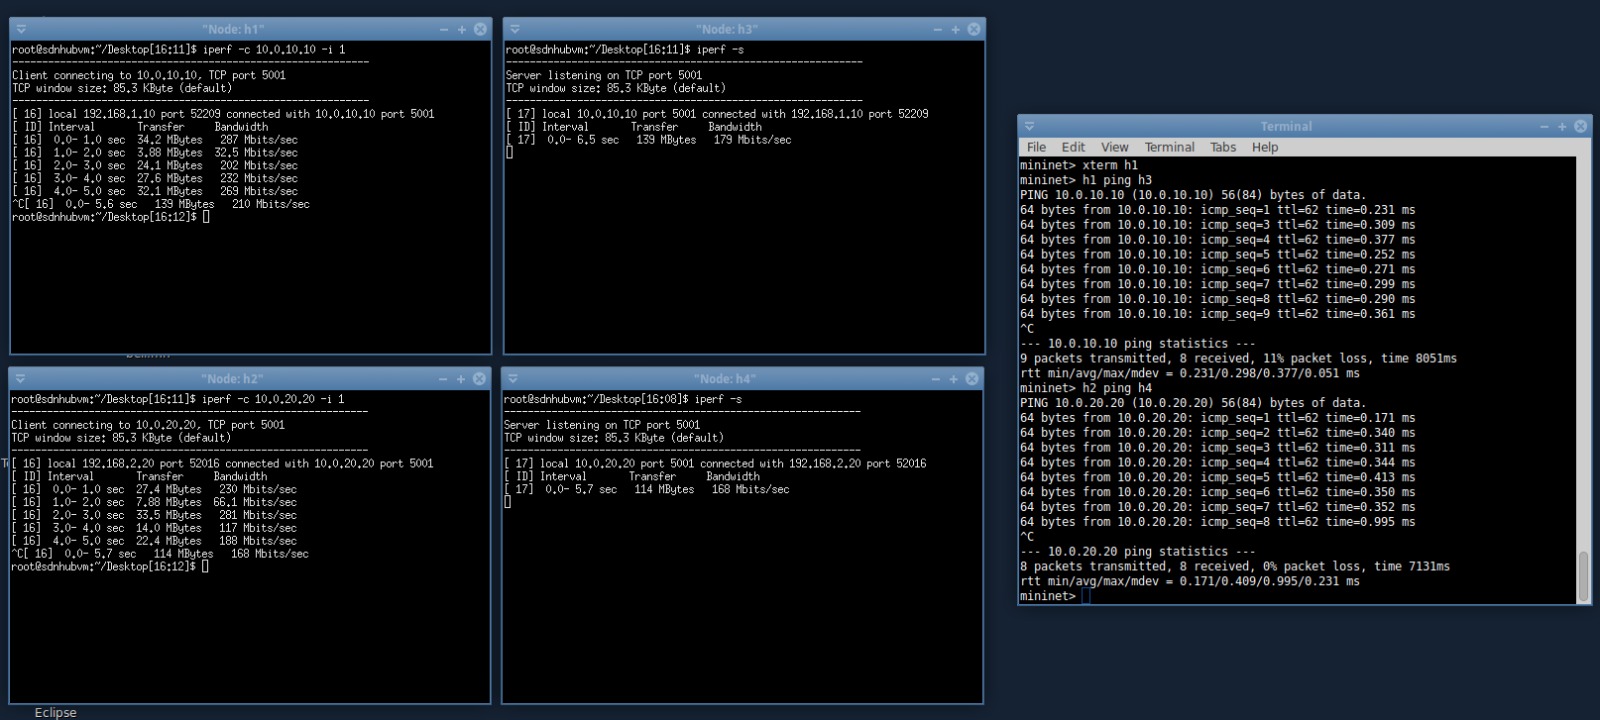 "Node: h1"
root@sdnhubvm:~/Desktop[16:11]$ iperf -c 10.0.10.10 -i 1
------------------------------------------------------------
Client connecting to 10.0.10.10, TCP port 5001
TCP window size: 85.3 KByte (default)
------------------------------------------------------------
[ 16] local 192.168.1.10 port 52209 connected with 10.0.10.10 port 5001
[ ID] Interval Transfer Bandwidth
[ 16] 0.0- 1.0 sec 34.2 MBytes 287 Mbits/sec
[ 16] 1.0- 2.0 sec 3.88 MBytes 32.5 Mbits/sec
[ 16] 2.0- 3.0 sec 24.1 MBytes 202 Mbits/sec
[ 16] 3.0- 4.0 sec 27.6 MBytes 232 Mbits/sec
[ 16] 4.0- 5.0 sec 32.1 MBytes 269 Mbits/sec
^C[ 16] 0.0- 5.6 sec 139 MBytes 210 Mbits/sec
root@sdnhubvm:~/Desktop[16:12]$
"Node: h3"
root@sdnhubvm:~/Desktop[16:11]$ iperf -s
------------------------------------------------------------
Server listening on TCP port 5001
TCP window size: 85.3 KByte (default)
------------------------------------------------------------
[ 17] local 10.0.10.10 port 5001 connected with 192.168.1.10 port 52209
[ ID] Interval Transfer Bandwidth
[ 17] 0.0- 6.5 sec 139 MBytes 179 Mbits/sec
"Node: h2"
root@sdnhubvm:~/Desktop[16:11]$ iperf -c 10.0.20.20 -i 1
------------------------------------------------------------
Client connecting to 10.0.20.20, TCP port 5001
TCP window size: 85.3 KByte (default)
------------------------------------------------------------
[ 16] local 192.168.2.20 port 52016 connected with 10.0.20.20 port 5001
[ ID] Interval Transfer Bandwidth
[ 16] 0.0- 1.0 sec 27.4 MBytes 230 Mbits/sec
[ 16] 1.0- 2.0 sec 7.88 MBytes 66.1 Mbits/sec
[ 16] 2.0- 3.0 sec 33.5 MBytes 281 Mbits/sec
[ 16] 3.0- 4.0 sec 14.0 MBytes 117 Mbits/sec
[ 16] 4.0- 5.0 sec 22.4 MBytes 188 Mbits/sec
^C[ 16] 0.0- 5.7 sec 114 MBytes 168 Mbits/sec
root@sdnhubvm:~/Desktop[16:12]$
"Node: h4"
root@sdnhubvm:~/Desktop[16:08]$ iperf -s
------------------------------------------------------------
Server listening on TCP port 5001
TCP window size: 85.3 KByte (default)
------------------------------------------------------------
[ 17] local 10.0.20.20 port 5001 connected with 192.168.2.20 port 52016
[ ID] Interval Transfer Bandwidth
[ 17] 0.0- 5.7 sec 114 MBytes 168 Mbits/sec
Terminal
File Edit View Terminal Tabs Help
mininet> xterm h1
mininet> h1 ping h3
PING 10.0.10.10 (10.0.10.10) 56(84) bytes of data.
64 bytes from 10.0.10.10: icmp_seq=1 ttl=62 time=0.231 ms
64 bytes from 10.0.10.10: icmp_seq=3 ttl=62 time=0.309 ms
64 bytes from 10.0.10.10: icmp_seq=4 ttl=62 time=0.377 ms
64 bytes from 10.0.10.10: icmp_seq=5 ttl=62 time=0.252 ms
64 bytes from 10.0.10.10: icmp_seq=6 ttl=62 time=0.271 ms
64 bytes from 10.0.10.10: icmp_seq=7 ttl=62 time=0.299 ms
64 bytes from 10.0.10.10: icmp_seq=8 ttl=62 time=0.290 ms
64 bytes from 10.0.10.10: icmp_seq=9 ttl=62 time=0.361 ms
^C
--- 10.0.10.10 ping statistics ---
9 packets transmitted, 8 received, 11% packet loss, time 8051ms
rtt min/avg/max/mdev = 0.231/0.298/0.377/0.051 ms
mininet> h2 ping h4
PING 10.0.20.20 (10.0.20.20) 56(84) bytes of data.
64 bytes from 10.0.20.20: icmp_seq=1 ttl=62 time=0.171 ms
64 bytes from 10.0.20.20: icmp_seq=2 ttl=62 time=0.340 ms
64 bytes from 10.0.20.20: icmp_seq=3 ttl=62 time=0.311 ms
64 bytes from 10.0.20.20: icmp_seq=4 ttl=62 time=0.344 ms
64 bytes from 10.0.20.20: icmp_seq=5 ttl=62 time=0.413 ms
64 bytes from 10.0.20.20: icmp_seq=6 ttl=62 time=0.350 ms
64 bytes from 10.0.20.20: icmp_seq=7 ttl=62 time=0.352 ms
64 bytes from 10.0.20.20: icmp_seq=8 ttl=62 time=0.995 ms
^C
--- 10.0.20.20 ping statistics ---
8 packets transmitted, 8 received, 0% packet loss, time 7131ms
rtt min/avg/max/mdev = 0.171/0.409/0.995/0.231 ms
mininet>
Eclipse